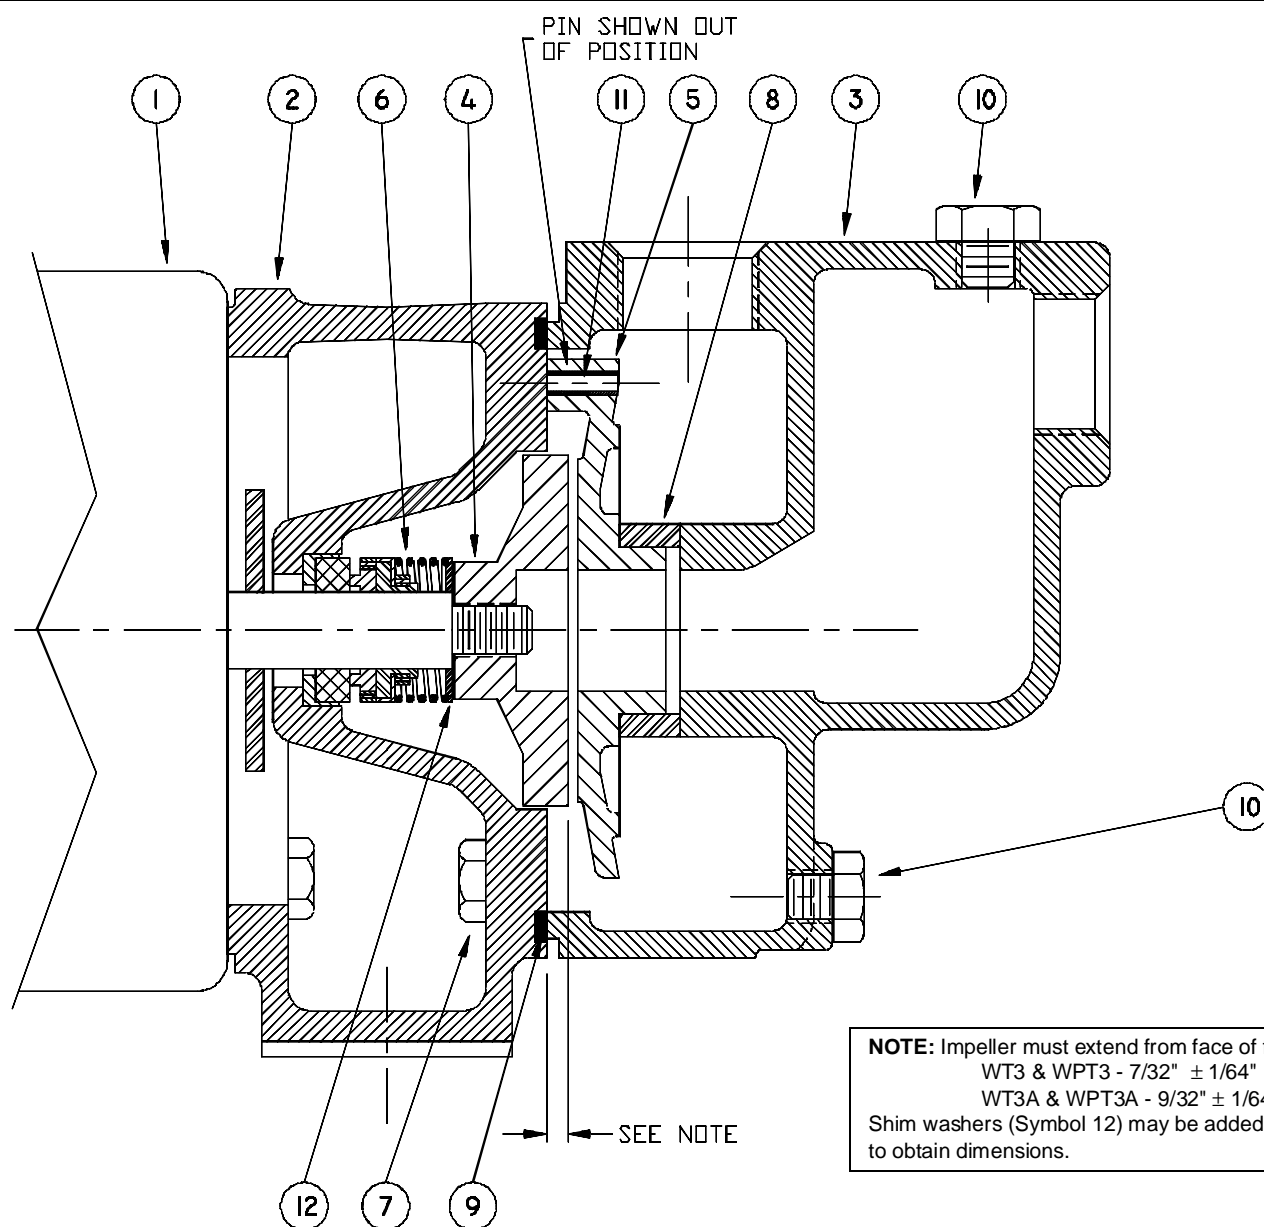 PIN SHOWN OUT
OF POSITION
1 2 6 4 11 5 8 3 10
10
NOTE: Impeller must extend from face of
WT3 & WPT3 - 7/32" ± 1/64"
WT3A & WPT3A - 9/32" ± 1/64
Shim washers (Symbol 12) may be added
to obtain dimensions.
SEE NOTE
12 7 9